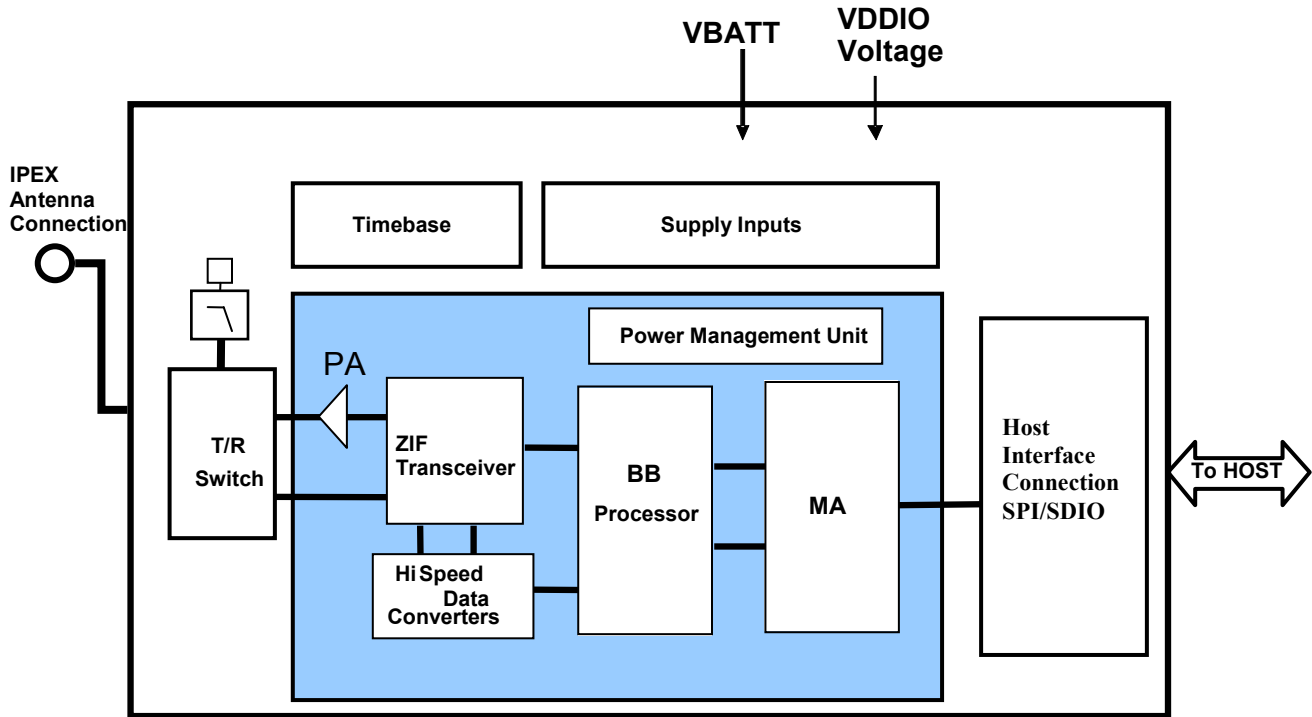 VBATT
VDDIO
Voltage
IPEX
Antenna
Connection
Timebase
Supply Inputs
Power Management Unit
PA
T/R
Switch
ZIF
Transceiver
BB
Processor
MA
Host
Interface
Connection
SPI/SDIO
To HOST
Hi Speed
Data
Converters